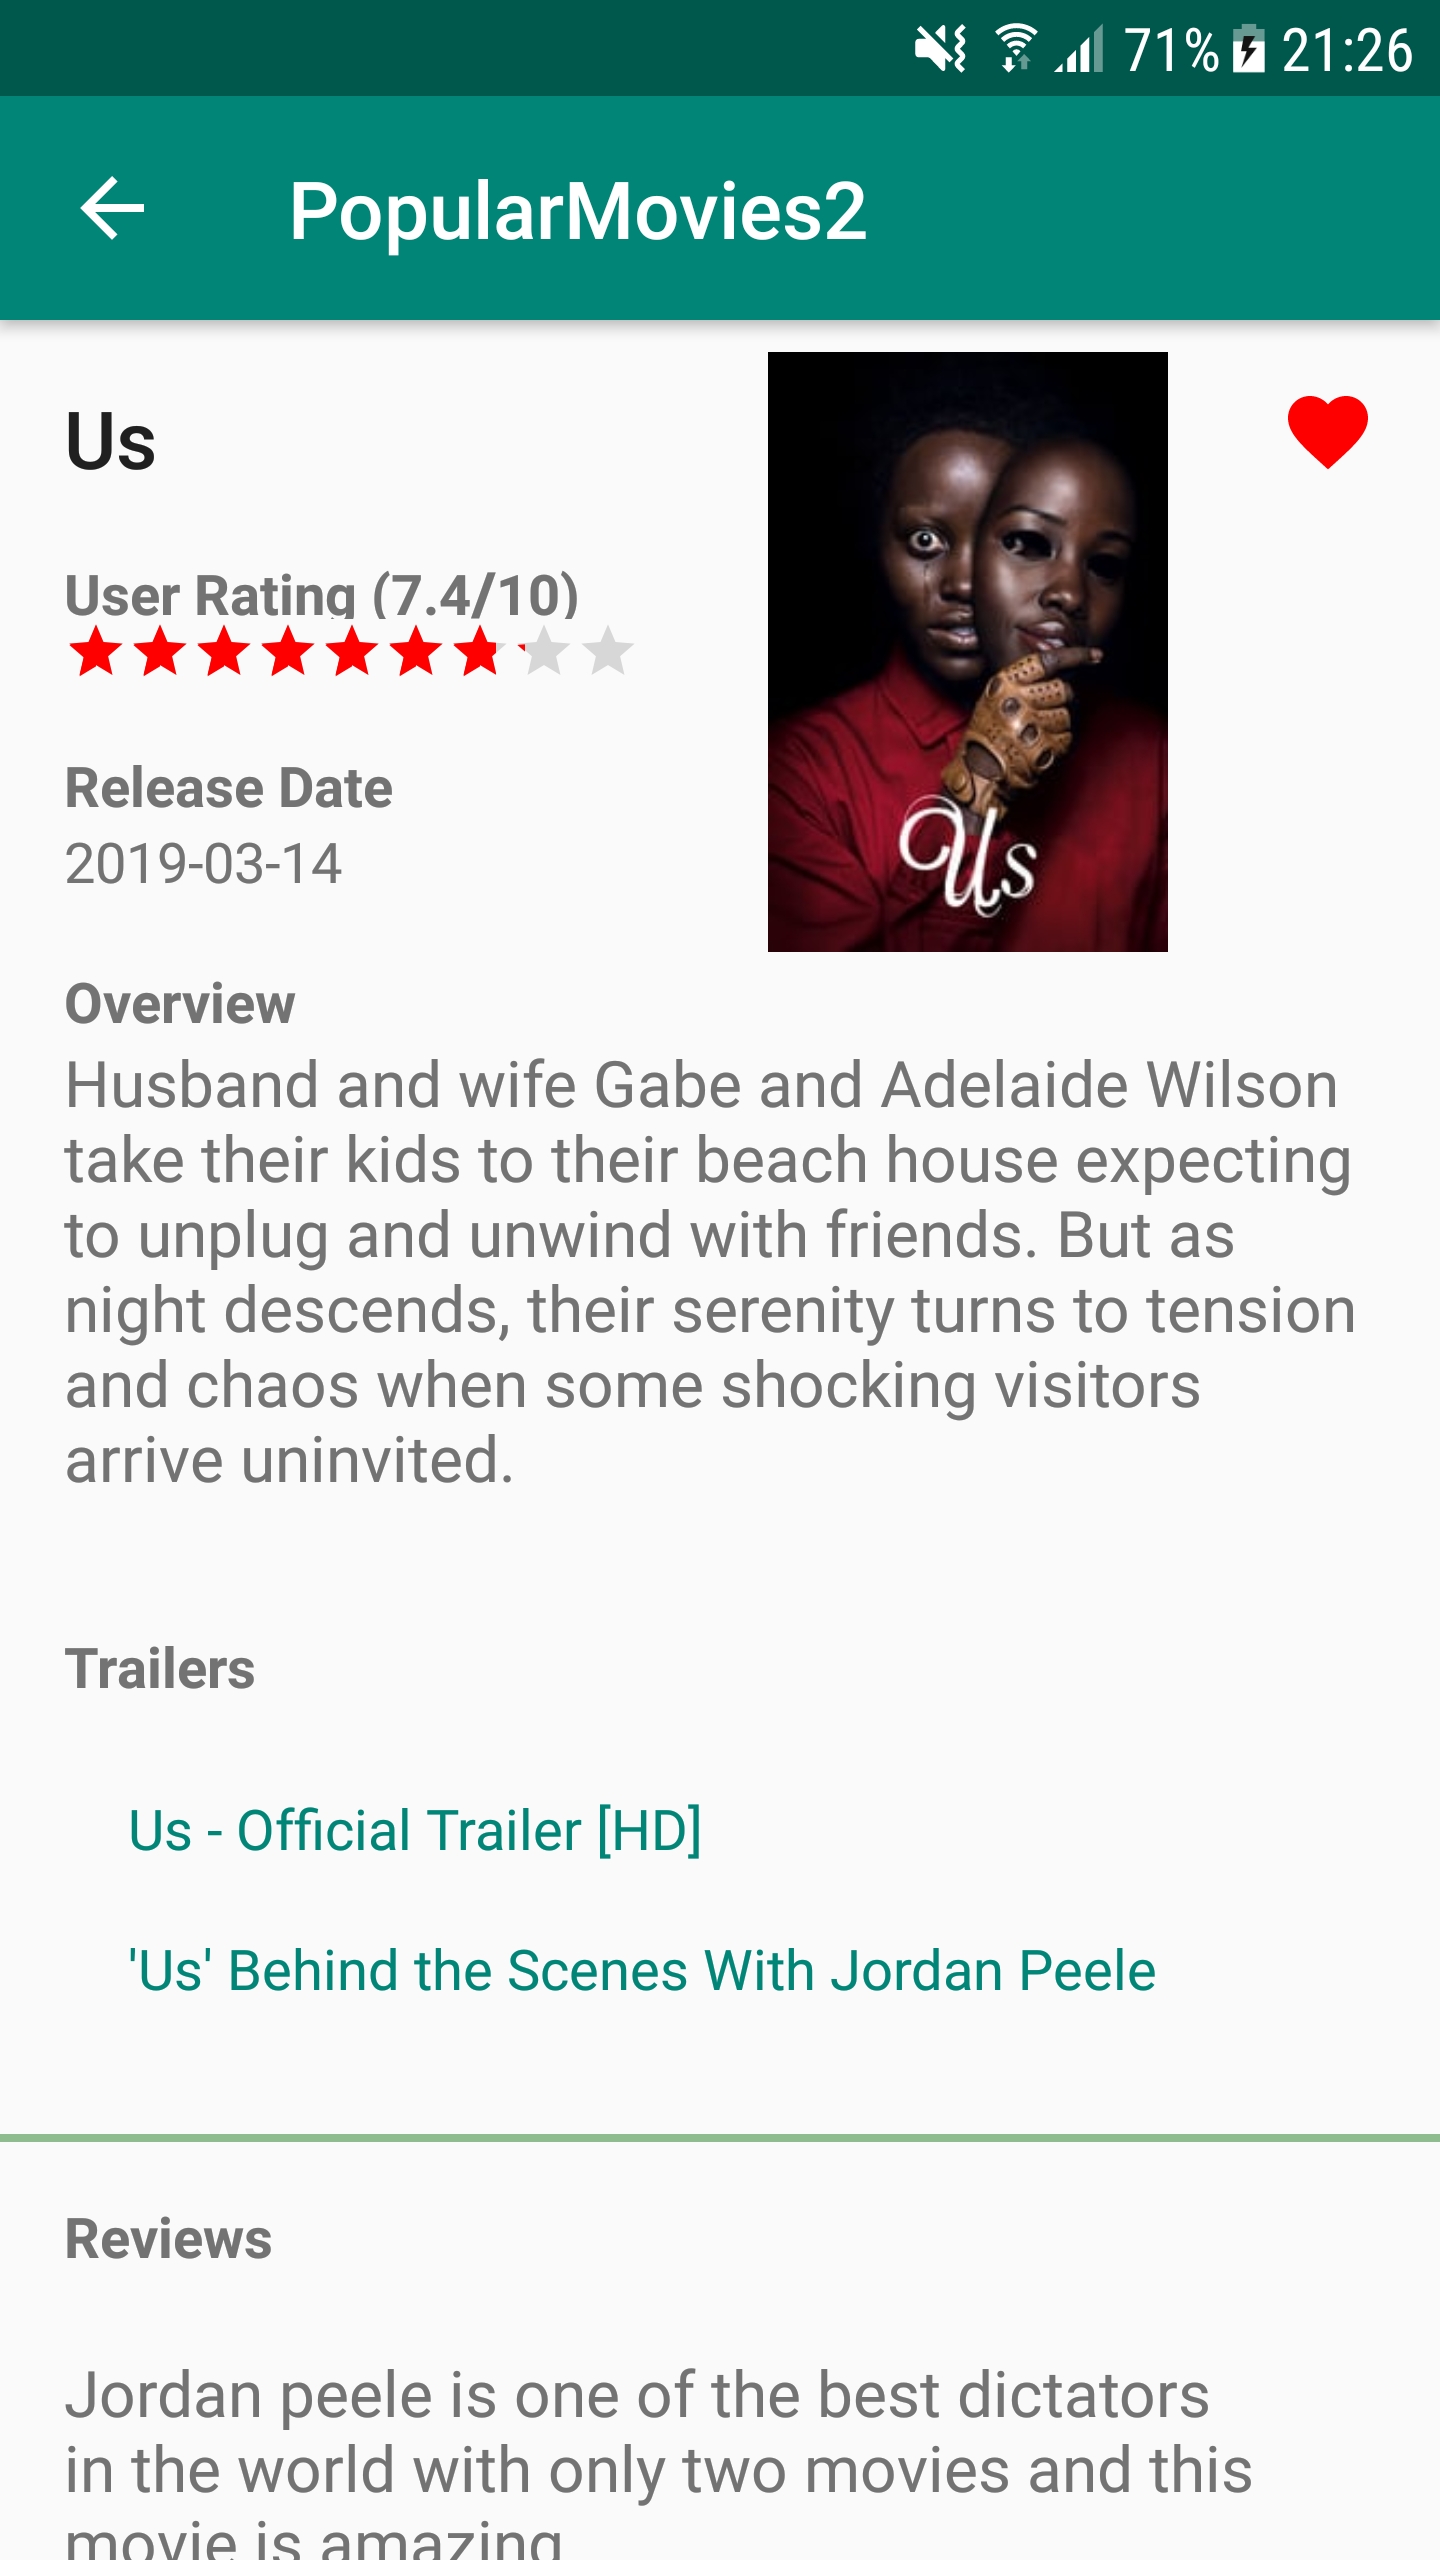 71% 21:26
PopularMovies2
Us
User Rating (7.4/10)
Release Date
2019-03-14
Us
Overview
Husband and wife Gabe and Adelaide Wilson
take their kids to their beach house expecting
to unplug and unwind with friends. But as
night descends, their serenity turns to tension
and chaos when some shocking visitors
arrive uninvited.
Trailers
Us - Official Trailer [HD]
'Us' Behind the Scenes With Jordan Peele
Reviews
Jordan peele is one of the best dictators
in the world with only two movies and this
movie is amazing